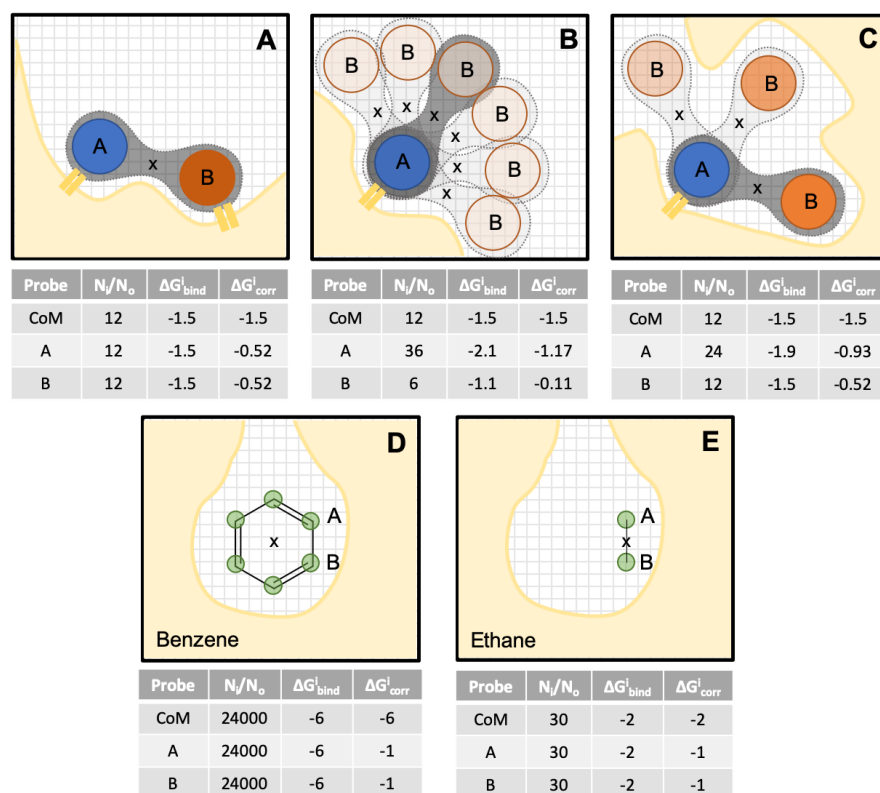 A
A
x
B
B
B
B
B
x
x
x
B
x
A
x
B
x
B
C
B
B
x
x
A
x
B
Probe Nᵢ/Nₒ ΔGⁱbind ΔGⁱcorr
CoM 12 -1.5 -1.5
A 12 -1.5 -0.52
B 12 -1.5 -0.52
Probe Nᵢ/Nₒ ΔGⁱbind ΔGⁱcorr
CoM 12 -1.5 -1.5
A 36 -2.1 -1.17
B 6 -1.1 -0.11
Probe Nᵢ/Nₒ ΔGⁱbind ΔGⁱcorr
CoM 12 -1.5 -1.5
A 24 -1.9 -0.93
B 12 -1.5 -0.52
D
A
x
B
Benzene
E
A
x
B
Ethane
Probe Nᵢ/Nₒ ΔGⁱbind ΔGⁱcorr
CoM 24000 -6 -6
A 24000 -6 -1
B 24000 -6 -1
Probe Nᵢ/Nₒ ΔGⁱbind ΔGⁱcorr
CoM 30 -2 -2
A 30 -2 -1
B 30 -2 -1